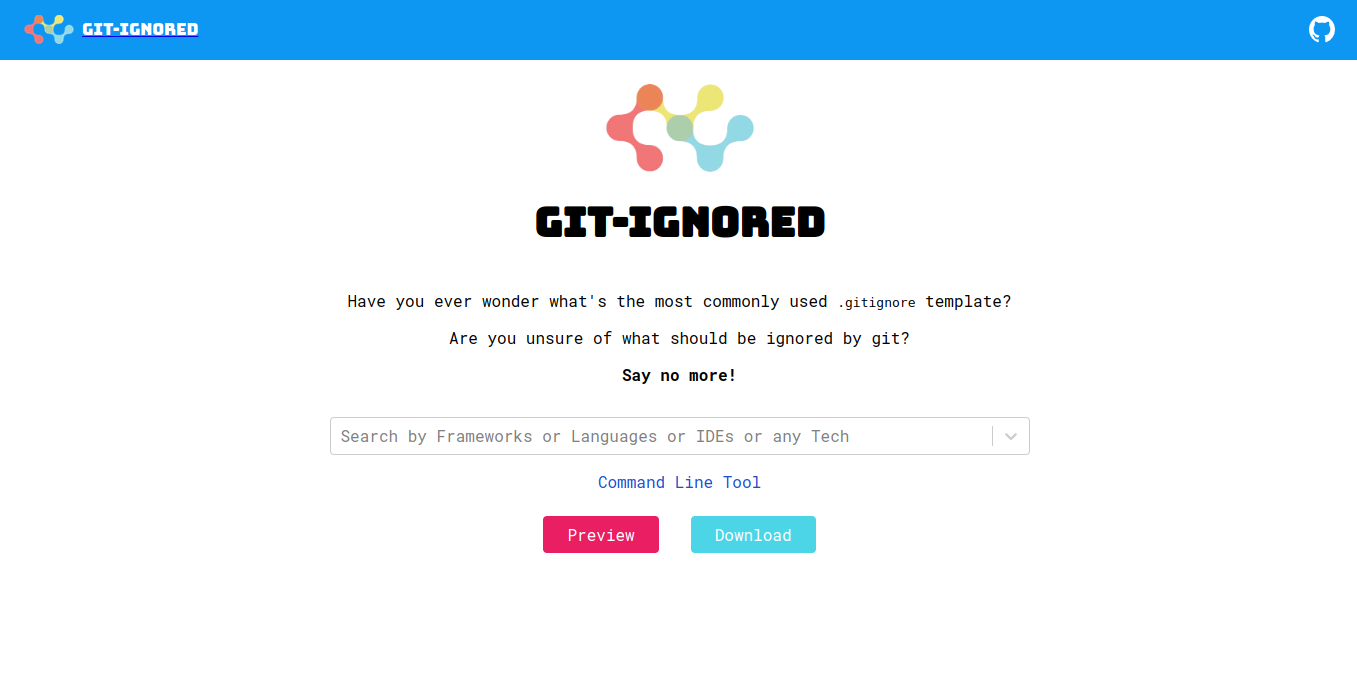 GIT-IGNORED
GIT-IGNORED
Have you ever wonder what's the most commonly used .gitignore template?
Are you unsure of what should be ignored by git?
Say no more!
Search by Frameworks or Languages or IDEs or any Tech
Command Line Tool
Preview
Download